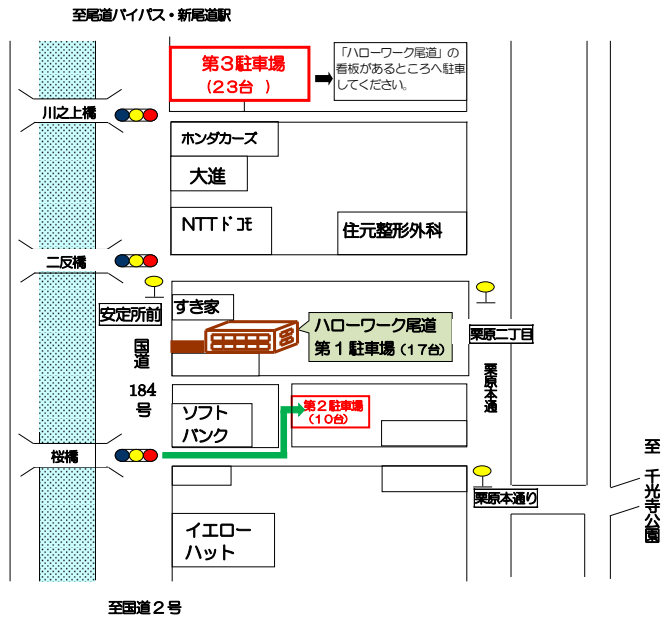 至尾道バイパス・新尾道駅
第3駐車場
（23台　）
「ハローワーク尾道」の
看板があるところへ駐車
してください。
川之上橋
ホンダカーズ
大進
NTTドコモ
住元整形外科
二反橋
安定所前
すき家
ハローワーク尾道
第1駐車場（17台）
栗原二丁目
国道
184
号
栗原本通
ソフト
バンク
第2駐車場
（10台）
桜橋
栗原本通り
至
千光寺公園
イエロー
ハット
至国道2号